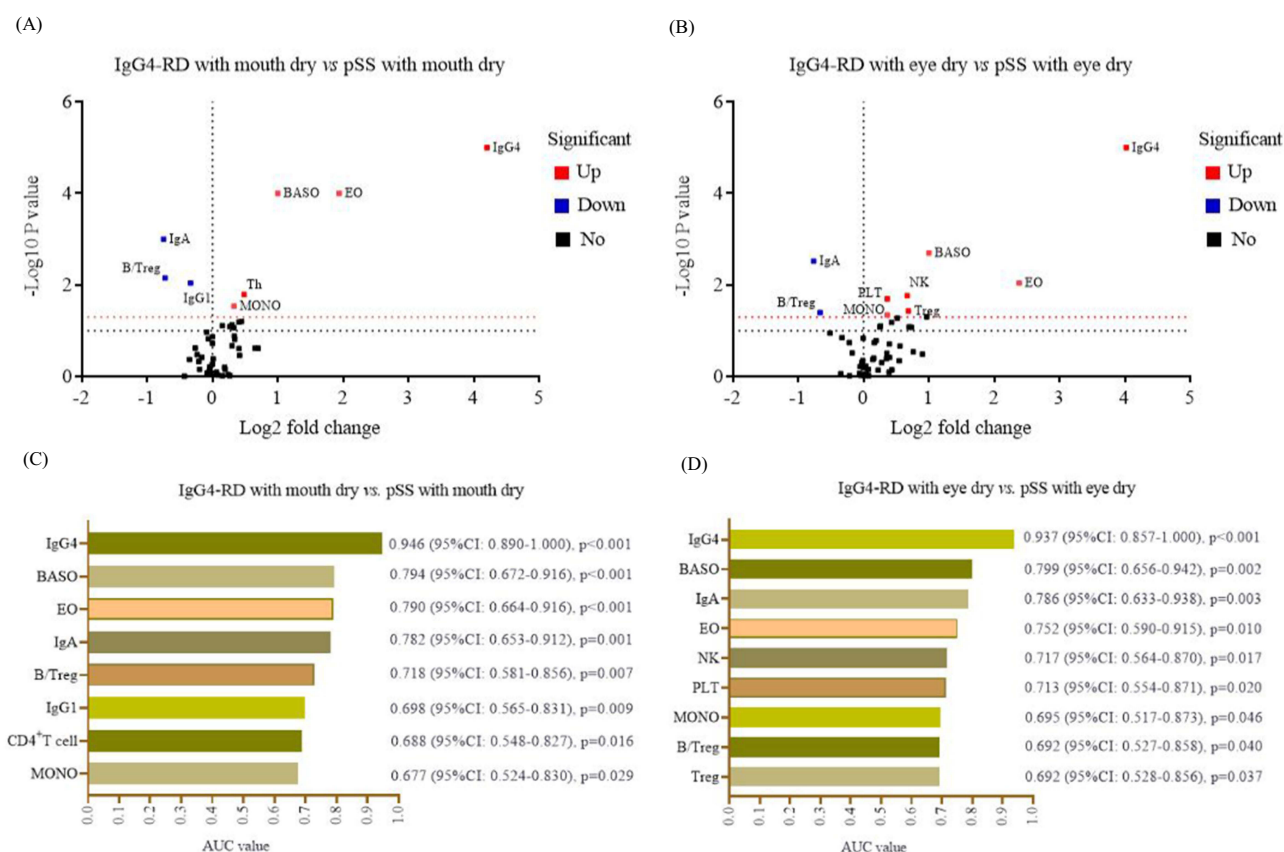 (A)
IgG4-RD with mouth dry vs pSS with mouth dry
-Log10 P value
6
4
2
0
-2
-1
0
1
2
3
4
5
Log2 fold change
IgG4
BASO
EO
IgA
B/Treg
IgG1
Th
MONO
Significant
Up
Down
No
(B)
IgG4-RD with eye dry vs pSS with eye dry
-Log10 P value
6
4
2
0
-2
-1
0
1
2
3
4
5
Log2 fold change
IgG4
BASO
EO
IgA
B/Treg
PLT
NK
MONO
Treg
Significant
Up
Down
No
(C)
IgG4-RD with mouth dry vs. pSS with mouth dry
IgG4 0.946 (95%CI: 0.890-1.000), p<0.001
BASO 0.794 (95%CI: 0.672-0.916), p<0.001
EO 0.790 (95%CI: 0.664-0.916), p<0.001
IgA 0.782 (95%CI: 0.653-0.912), p=0.001
B/Treg 0.718 (95%CI: 0.581-0.856), p=0.007
IgG1 0.698 (95%CI: 0.565-0.831), p=0.009
CD4⁺T cell 0.688 (95%CI: 0.548-0.827), p=0.016
MONO 0.677 (95%CI: 0.524-0.830), p=0.029
0.0 0.1 0.2 0.3 0.4 0.5 0.6 0.7 0.8 0.9 1.0
AUC value
(D)
IgG4-RD with eye dry vs. pSS with eye dry
IgG4 0.937 (95%CI: 0.857-1.000), p<0.001
BASO 0.799 (95%CI: 0.656-0.942), p=0.002
IgA 0.786 (95%CI: 0.633-0.938), p=0.003
EO 0.752 (95%CI: 0.590-0.915), p=0.010
NK 0.717 (95%CI: 0.564-0.870), p=0.017
PLT 0.713 (95%CI: 0.554-0.871), p=0.020
MONO 0.695 (95%CI: 0.517-0.873), p=0.046
B/Treg 0.692 (95%CI: 0.527-0.858), p=0.040
Treg 0.692 (95%CI: 0.528-0.856), p=0.037
0.0 0.1 0.2 0.3 0.4 0.5 0.6 0.7 0.8 0.9 1.0
AUC value